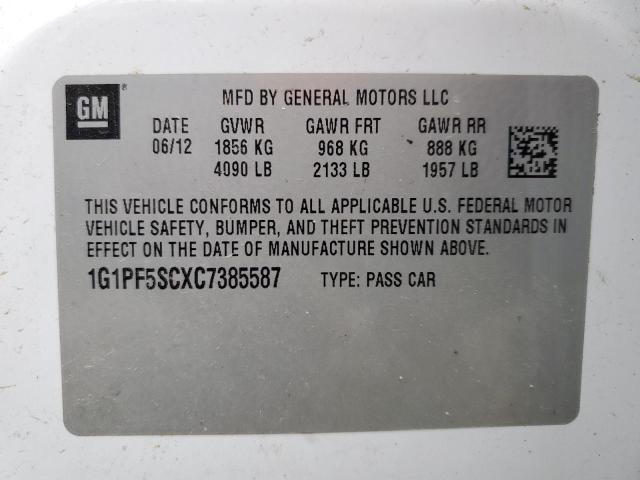 GM ®
MFD BY GENERAL MOTORS LLC
DATE GVWR GAWR FRT GAWR RR
06/12 1856 KG 968 KG 888 KG
4090 LB 2133 LB 1957 LB
THIS VEHICLE CONFORMS TO ALL APPLICABLE U.S. FEDERAL MOTOR
VEHICLE SAFETY, BUMPER, AND THEFT PREVENTION STANDARDS IN
EFFECT ON THE DATE OF MANUFACTURE SHOWN ABOVE.
1G1PF5SCXC7385587 TYPE: PASS CAR